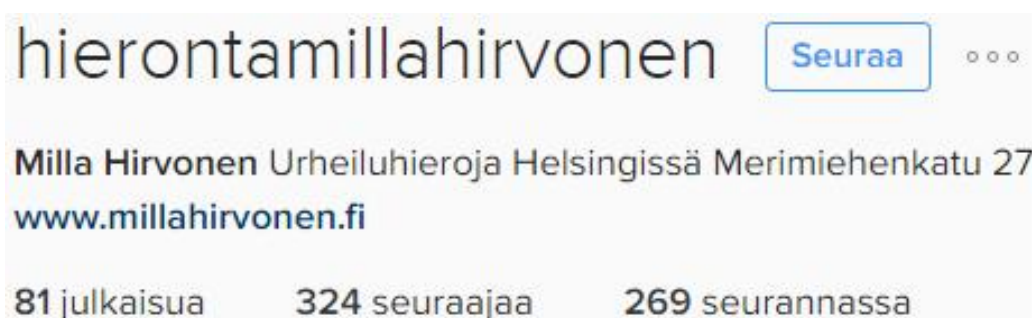 hierontamillahirvonen Seuraa
Milla Hirvonen Urheiluhieroja Helsingissä Merimiehenkatu 27
www.millahirvonen.fi
81 julkaisua 324 seuraajaa 269 seurannassa